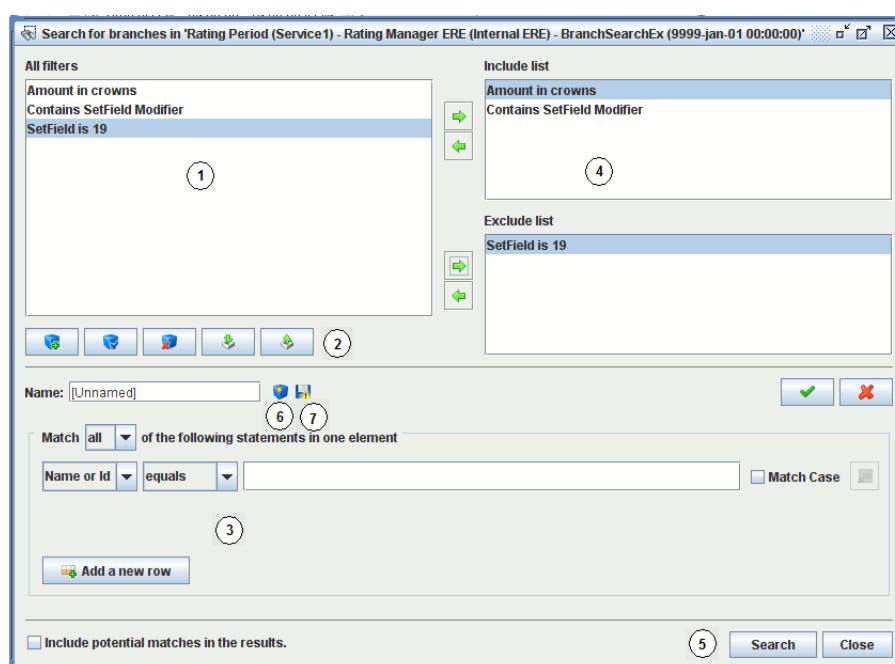 Search for branches in 'Rating Period (Service1) - Rating Manager ERE (Internal ERE) - BranchSearchEx (9999-jan-01 00:00:00)'
All filters
Amount in crowns
Contains SetField Modifier
SetField is 19
1
Include list
Amount in crowns
Contains SetField Modifier
4
Exclude list
SetField is 19
2
Name: [Unnamed]
6 7
Match all of the following statements in one element
Name or Id equals Match Case
3
Add a new row
Include potential matches in the results.
5 Search Close